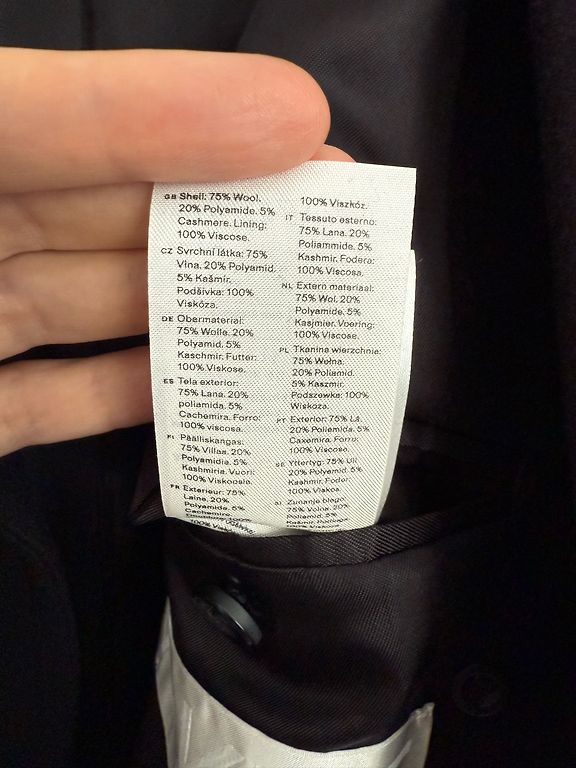 GB Shell: 75% Wool.
20% Polyamide. 5%
Cashmere. Lining:
100% Viscose.
CZ Svrchní látka: 75%
Vlna. 20% Polyamid.
5% Kašmír.
Podšívka: 100%
Viskóza.
DE Obermaterial:
75% Wolle. 20%
Polyamid. 5%
Kaschmir. Futter:
100% Viskose.
ES Tela exterior:
75% Lana. 20%
poliamida. 5%
Cachemira. Forro:
100% viscosa.
FI Päälliskangas:
75% Villaa. 20%
Polyamidia. 5%
Kashmiria. Vuori:
100% Viskoosia.
FR Extérieur: 75%
Laine. 20%
Polyamide. 5%
Cachemire.
100% Viszkóz.
IT Tessuto esterno:
75% Lana. 20%
Poliammide. 5%
Kashmir. Fodera:
100% Viscosa.
NL Extern materiaal:
75% Wol. 20%
Polyamide. 5%
Kasjmier. Voering:
100% Viscose.
PL Tkanina wierzchnia:
75% Wełna.
20% Poliamid.
5% Kaszmir.
Podszewka: 100%
Wiskoza.
PT Exterior: 75% Lã.
20% Poliemida. 5%
Caxemira. Forro:
100% Viscose.
SE Yttertyg: 75% Ull
20% Polyamid. 5%
Kashmir. Foder:
100% Viskos.
SI Zunanje blago:
75% Volna. 20%
Poliamid. 5%
Kašmir. Podloga:
100%